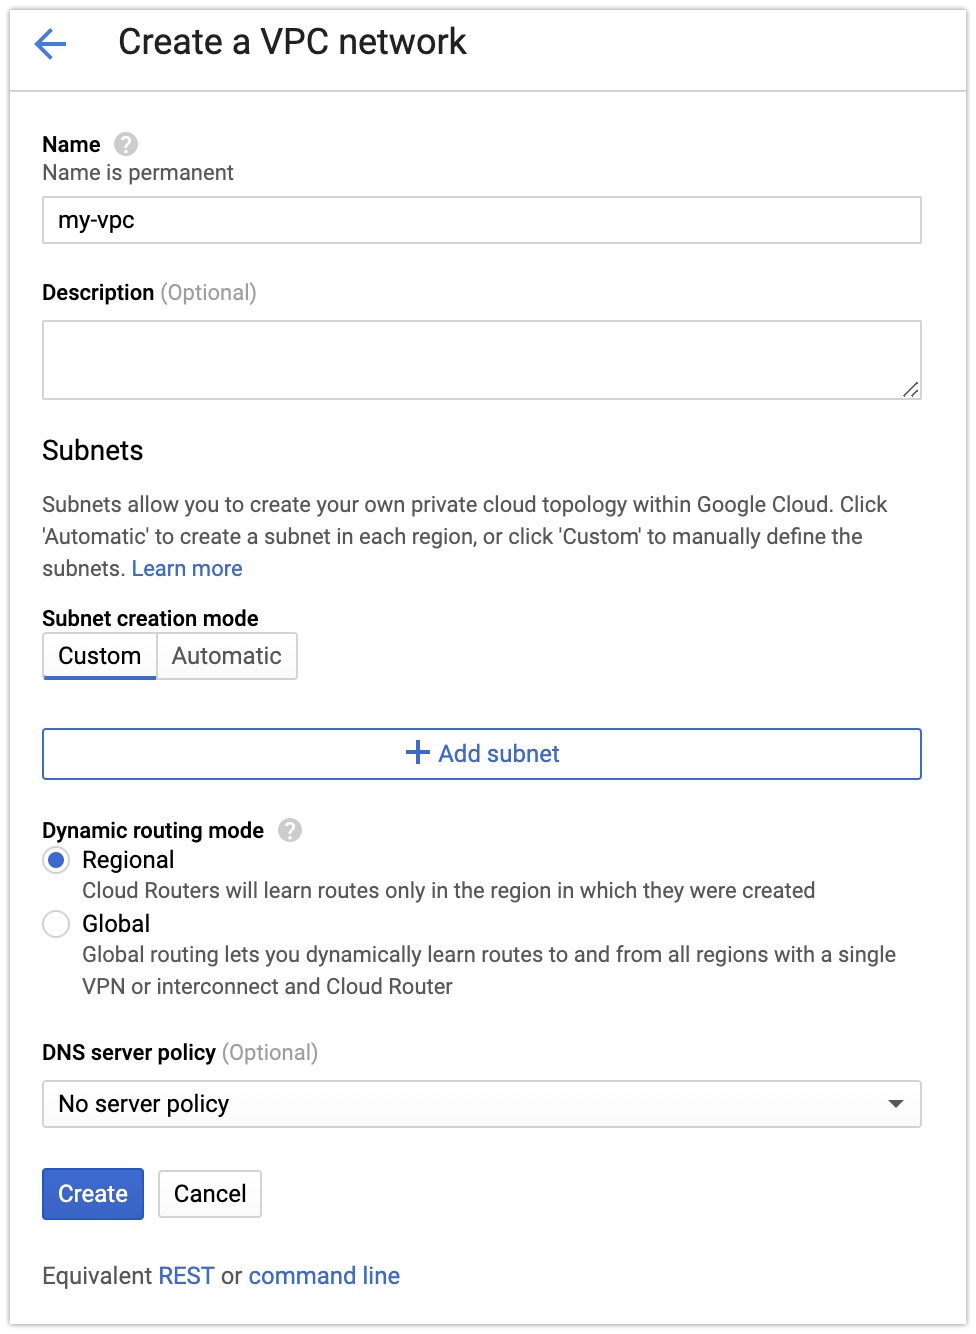 Create a VPC network
Name ?
Name is permanent
my-vpc
Description (Optional)
Subnets
Subnets allow you to create your own private cloud topology within Google Cloud. Click
'Automatic' to create a subnet in each region, or click 'Custom' to manually define the
subnets. Learn more
Subnet creation mode
Custom Automatic
+ Add subnet
Dynamic routing mode ?
Regional
Cloud Routers will learn routes only in the region in which they were created
Global
Global routing lets you dynamically learn routes to and from all regions with a single
VPN or interconnect and Cloud Router
DNS server policy (Optional)
No server policy
Create Cancel
Equivalent REST or command line